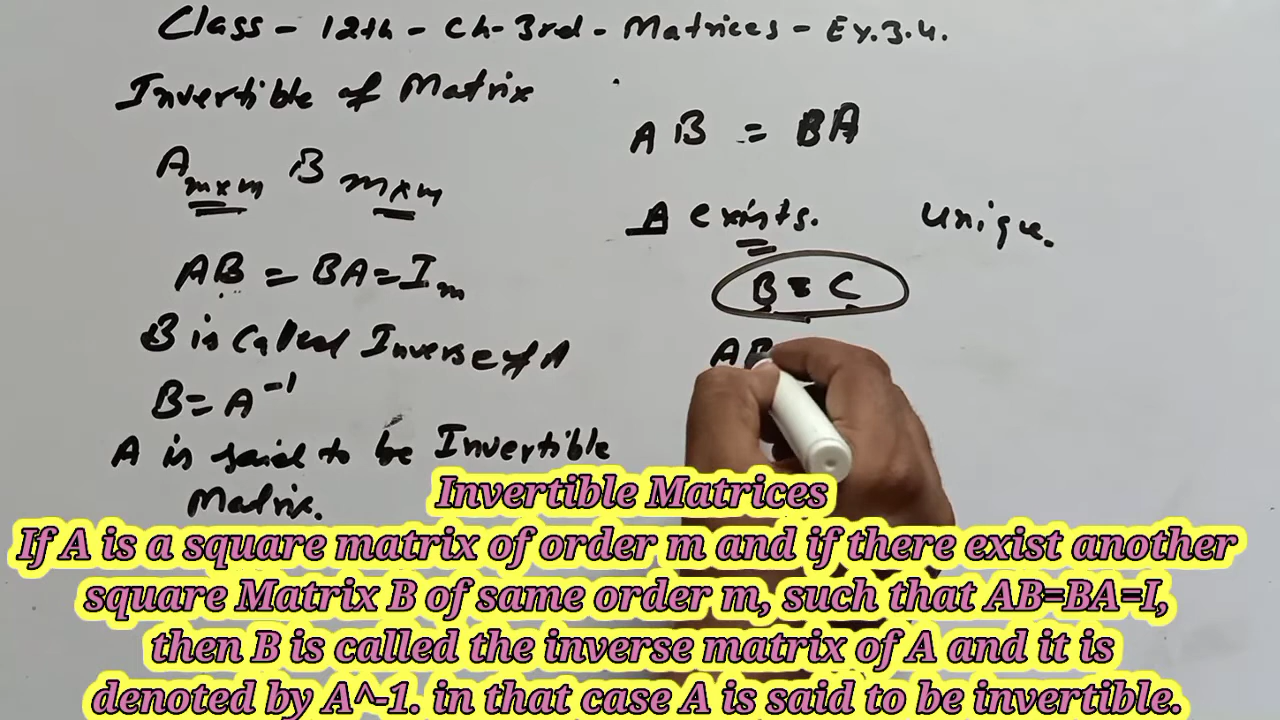 Class - 12th - Ch-3rd - Matrices - Ex.3.4.
Invertible of Matrix
A m×m B m×m
AB = BA = Im
B is Called Inverse of A
B = A⁻¹
A is said to be Invertible
Matrix.
AB = BA
A exists. Unique.
B = C
AB
Invertible Matrices
If A is a square matrix of order m and if there exist another
square Matrix B of same order m, such that AB=BA=I,
then B is called the inverse matrix of A and it is
denoted by A^-1. in that case A is said to be invertible.